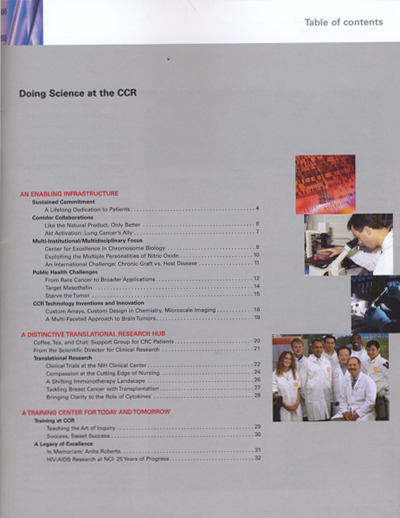 Table of contents
Doing Science at the CCR
AN ENABLING INFRASTRUCTURE
Sustained Commitment
A Lifelong Dedication to Patients 4
Corridor Collaborations
Like the Natural Product, Only Better 6
Akt Activation: Lung Cancer's Ally 7
Multi-Institutional/Multidisciplinary Focus
Center for Excellence in Chromosome Biology 8
Exploiting the Multiple Personalities of Nitric Oxide 10
An International Challenge: Chronic Graft vs. Host Disease 11
Public Health Challenges
From Rare Cancer to Broader Applications 12
Target Mesothelin 14
Starve the Tumor 15
CCR Technology Inventions and Innovation
Custom Arrays, Custom Design in Chemistry, Microscale Imaging 18
A Multi-Faceted Approach to Brain Tumors 19
A DISTINCTIVE TRANSLATIONAL RESEARCH HUB
Coffee, Tea, and Chat: Support Group for CRC Patients 20
From the Scientific Director for Clinical Research 21
Translational Research
Clinical Trials at the NIH Clinical Center 22
Compassion at the Cutting Edge of Nursing 24
A Shifting Immunotherapy Landscape 26
Tackling Breast Cancer with Transplantation 27
Bringing Clarity to the Role of Cytokines 28
A TRAINING CENTER FOR TODAY AND TOMORROW
Training at CCR
Teaching the Art of Inquiry 29
Success, Sweet Success 30
A Legacy of Excellence
In Memoriam: Anita Roberts 31
HIV/AIDS Research at NCI: 25 Years of Progress 32